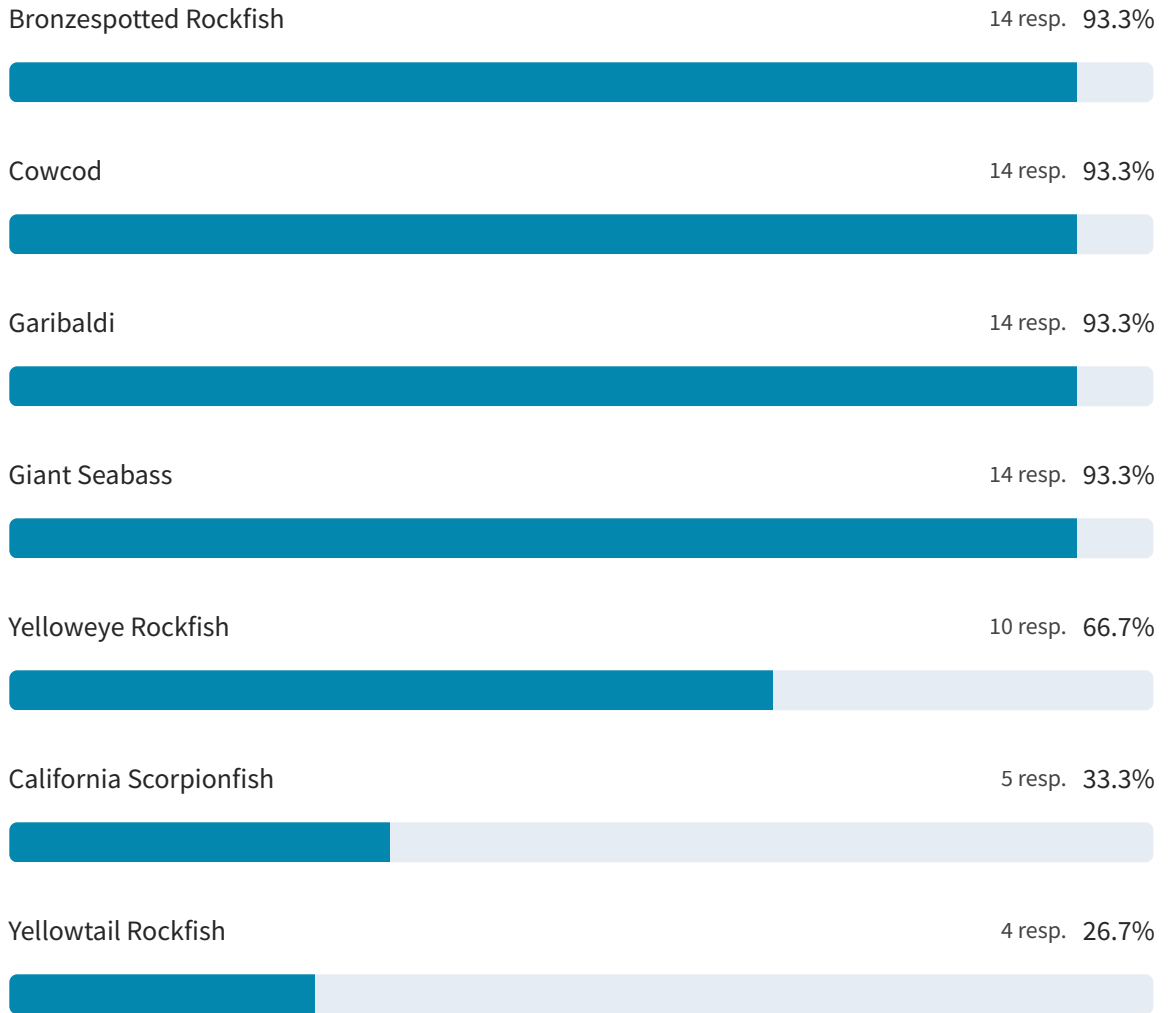 Bronzespotted Rockfish 14 resp. 93.3%
Cowcod 14 resp. 93.3%
Garibaldi 14 resp. 93.3%
Giant Seabass 14 resp. 93.3%
Yelloweye Rockfish 10 resp. 66.7%
California Scorpionfish 5 resp. 33.3%
Yellowtail Rockfish 4 resp. 26.7%